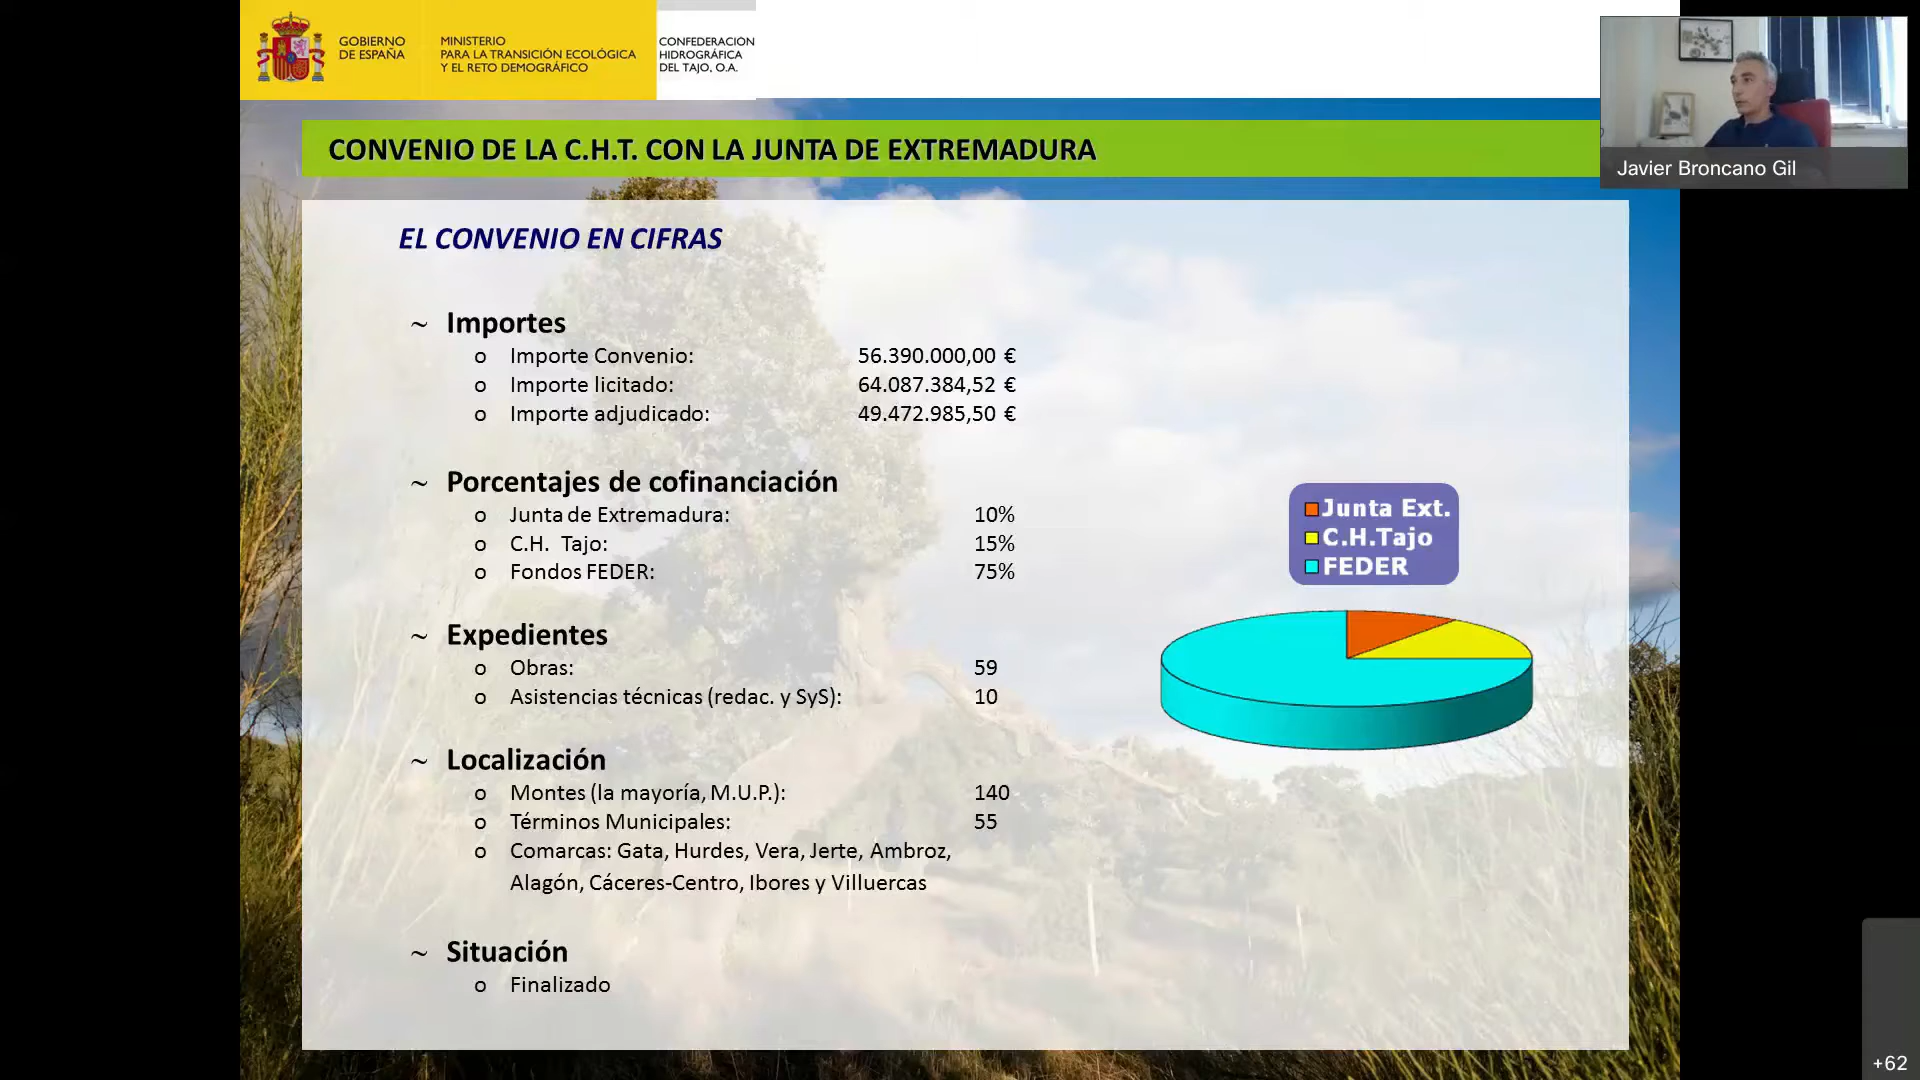 GOBIERNO
DE ESPAÑA
MINISTERIO
PARA LA TRANSICIÓN ECOLÓGICA
Y EL RETO DEMOGRÁFICO
CONFEDERACION
HIDROGRÁFICA
DEL TAJO, O.A.
CONVENIO DE LA C.H.T. CON LA JUNTA DE EXTREMADURA
Javier Broncano Gil
EL CONVENIO EN CIFRAS
~ Importes
o Importe Convenio: 56.390.000,00 €
o Importe licitado: 64.087.384,52 €
o Importe adjudicado: 49.472.985,50 €
~ Porcentajes de cofinanciación
o Junta de Extremadura: 10%
o C.H. Tajo: 15%
o Fondos FEDER: 75%
Junta Ext.
C.H.Tajo
FEDER
~ Expedientes
o Obras: 59
o Asistencias técnicas (redac. y SyS): 10
~ Localización
o Montes (la mayoría, M.U.P.): 140
o Términos Municipales: 55
o Comarcas: Gata, Hurdes, Vera, Jerte, Ambroz,
Alagón, Cáceres-Centro, Ibores y Villuercas
~ Situación
o Finalizado
+62